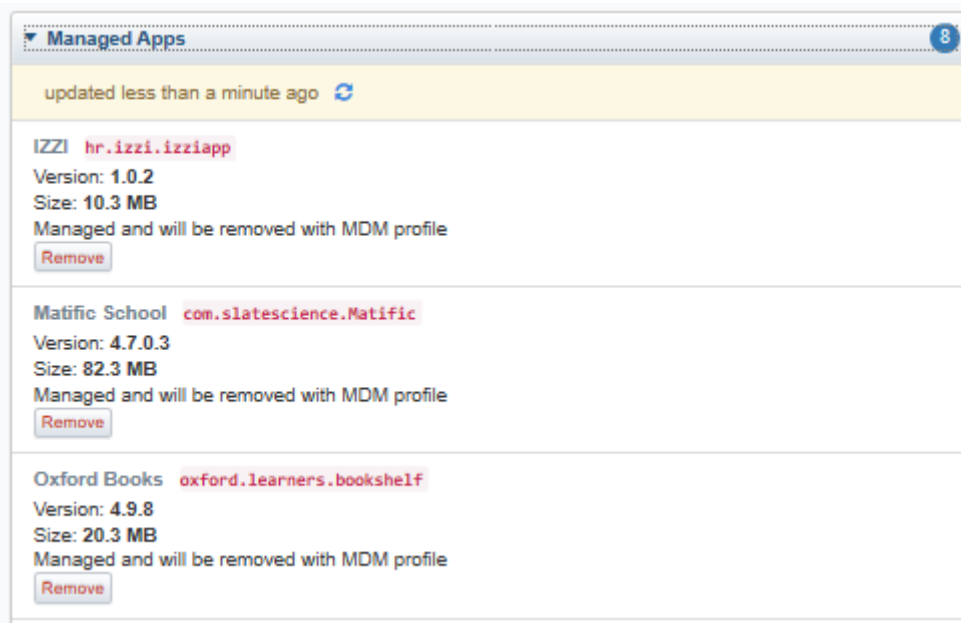 Managed Apps 8
updated less than a minute ago
IZZI hr.izzi.izziapp
Version: 1.0.2
Size: 10.3 MB
Managed and will be removed with MDM profile
Remove
Matific School com.slatescience.Matific
Version: 4.7.0.3
Size: 82.3 MB
Managed and will be removed with MDM profile
Remove
Oxford Books oxford.learners.bookshelf
Version: 4.9.8
Size: 20.3 MB
Managed and will be removed with MDM profile
Remove